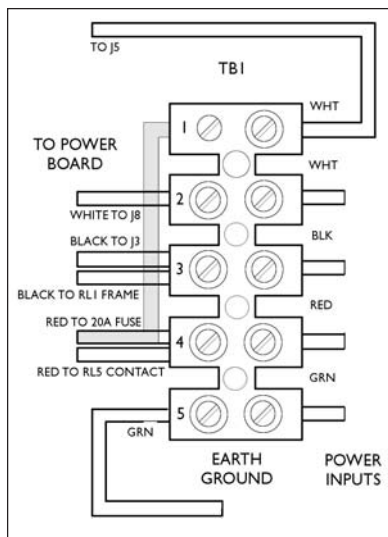 TO J5
TB1
WHT
1
TO POWER
BOARD
WHT
2
WHITE TO J8
BLK
BLACK TO J3
3
BLACK TO RL1 FRAME
RED
RED TO 20A FUSE
4
RED TO RL5 CONTACT
GRN
5
GRN
EARTH
GROUND
POWER
INPUTS